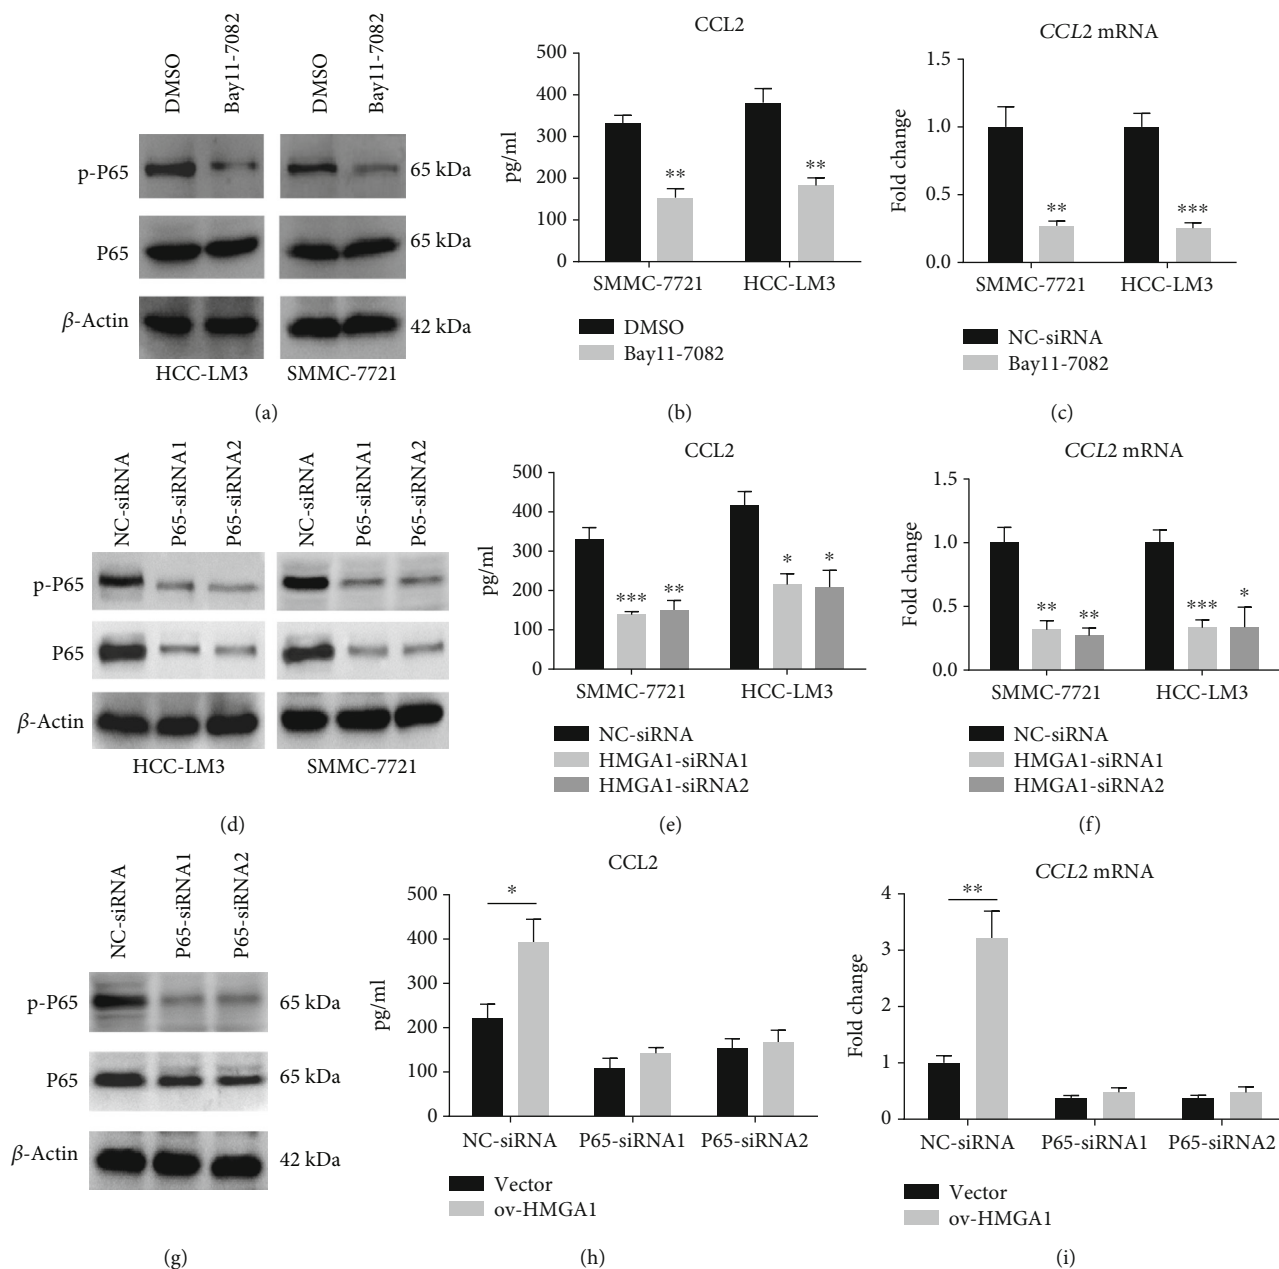 DMSO
Bay11-7082
DMSO
Bay11-7082
p-P65
65 kDa
P65
65 kDa
β-Actin
42 kDa
HCC-LM3
SMMC-7721
(a)
CCL2
500
400
300
200
100
0
pg/ml
**
**
SMMC-7721
HCC-LM3
DMSO
Bay11-7082
(b)
CCL2 mRNA
1.5
1.0
0.5
0.0
Fold change
**
***
SMMC-7721
HCC-LM3
NC-siRNA
Bay11-7082
(c)
NC-siRNA
P65-siRNA1
P65-siRNA2
NC-siRNA
P65-siRNA1
P65-siRNA2
p-P65
P65
β-Actin
HCC-LM3
SMMC-7721
(d)
CCL2
500
400
300
200
100
0
pg/ml
***
**
*
*
SMMC-7721
HCC-LM3
NC-siRNA
HMGA1-siRNA1
HMGA1-siRNA2
(e)
CCL2 mRNA
1.5
1.0
0.5
0.0
Fold change
**
**
***
*
SMMC-7721
HCC-LM3
NC-siRNA
HMGA1-siRNA1
HMGA1-siRNA2
(f)
NC-siRNA
P65-siRNA1
P65-siRNA2
p-P65
65 kDa
P65
65 kDa
β-Actin
42 kDa
(g)
CCL2
500
400
300
200
100
0
pg/ml
*
NC-siRNA
P65-siRNA1
P65-siRNA2
Vector
ov-HMGA1
(h)
CCL2 mRNA
4
3
2
1
0
Fold change
**
NC-siRNA
P65-siRNA1
P65-siRNA2
Vector
ov-HMGA1
(i)